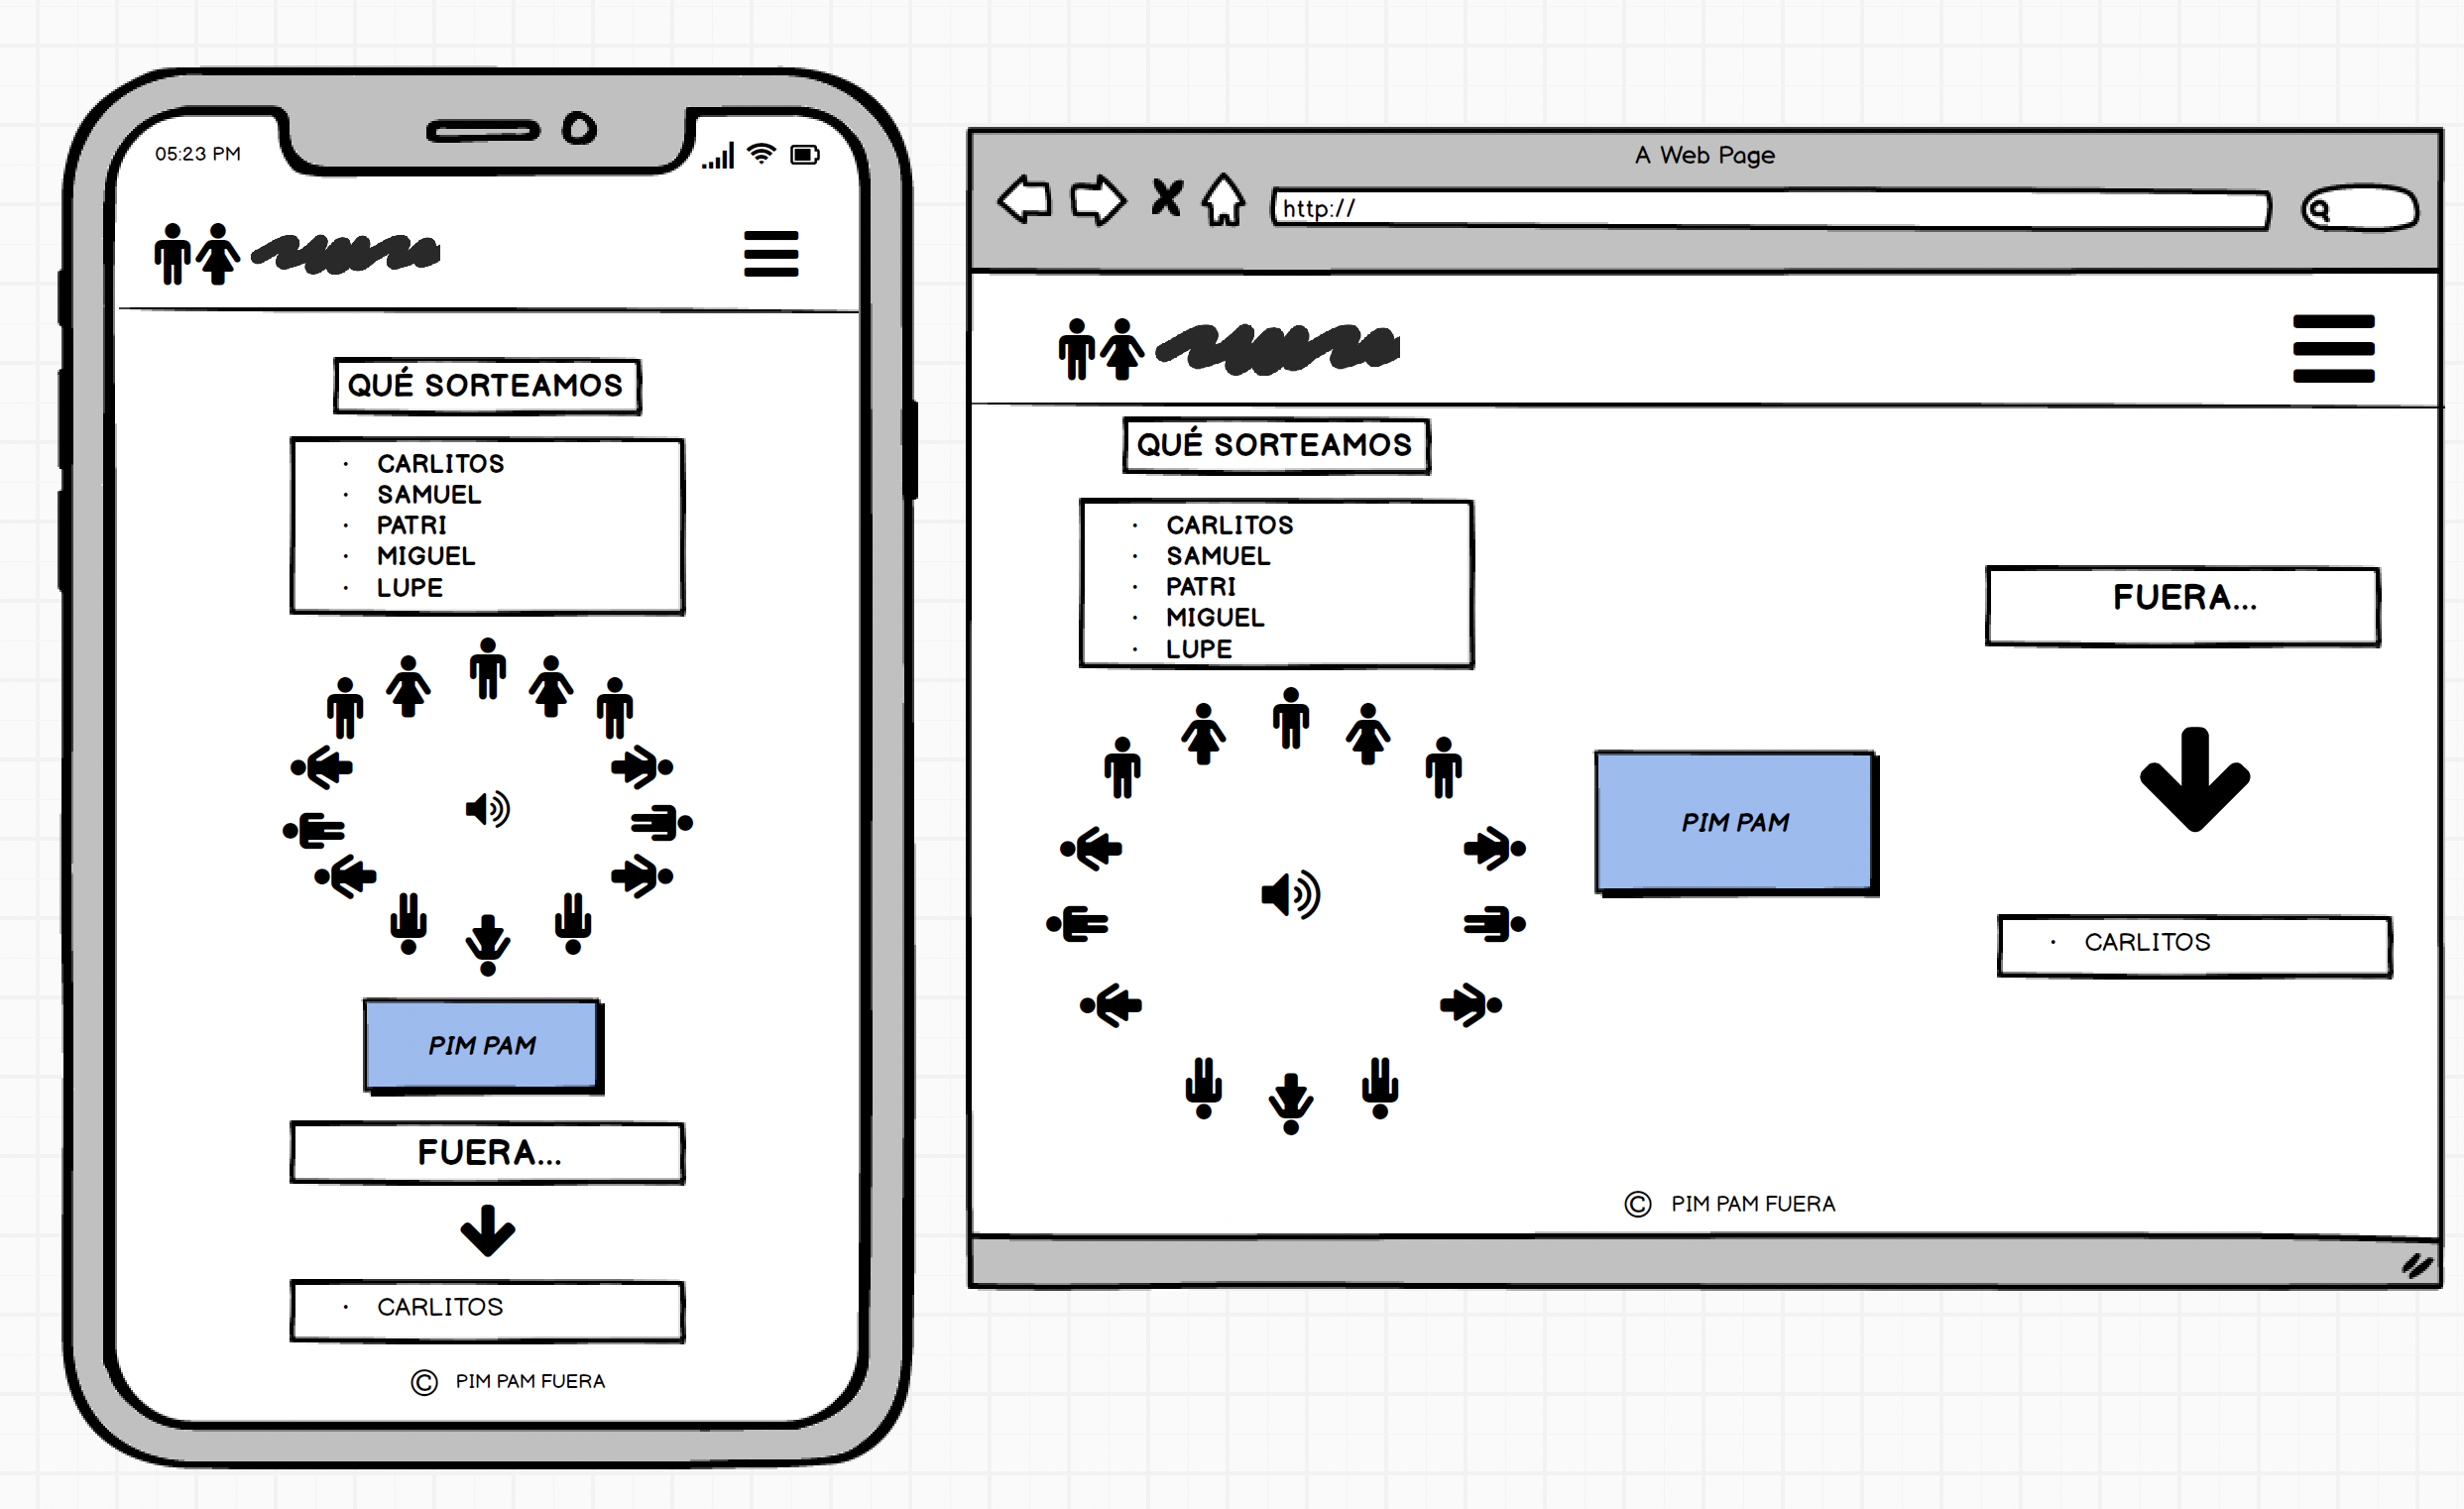 05:23 PM
QUÉ SORTEAMOS
· CARLITOS
· SAMUEL
· PATRI
· MIGUEL
· LUPE
PIM PAM
FUERA...
· CARLITOS
© PIM PAM FUERA
A Web Page
http://
QUÉ SORTEAMOS
· CARLITOS
· SAMUEL
· PATRI
· MIGUEL
· LUPE
PIM PAM
FUERA...
· CARLITOS
© PIM PAM FUERA